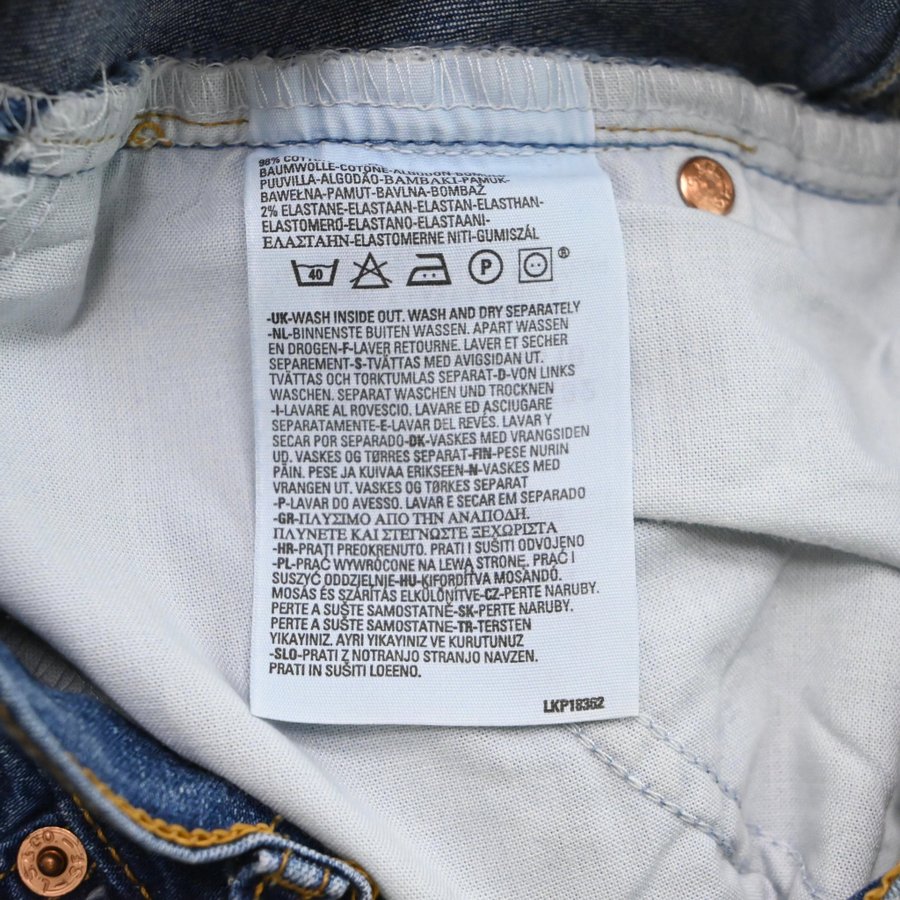 98% COTTON
BAUMWOLLE-COTONE-ALGODON-BOMULD
PUUVILLA-ALGODÃO-ΒΑΜΒΑΚΙ-PAMUK-
BAWEŁNA-PAMUT-BAVLNA-BOMBAŽ
2% ELASTANE-ELASTAAN-ELASTAN-ELASTHAN-
ELASTOMERO-ELASTANO-ELASTAANI-
ΕΛΑΣΤΑΗΝ-ELASTOMERNE NITI-GUMISZÁL
40 P ®
-UK-WASH INSIDE OUT. WASH AND DRY SEPARATELY
-NL-BINNENSTE BUITEN WASSEN. APART WASSEN
EN DROGEN-F-LAVER RETOURNE. LAVER ET SECHER
SEPAREMENT-S-TVÄTTAS MED AVIGSIDAN UT.
TVÄTTAS OCH TORKTUMLAS SEPARAT-D-VON LINKS
WASCHEN. SEPARAT WASCHEN UND TROCKNEN
-I-LAVARE AL ROVESCIO. LAVARE ED ASCIUGARE
SEPARATAMENTE-E-LAVAR DEL REVÉS. LAVAR Y
SECAR POR SEPARADO-DK-VASKES MED VRANGSIDEN
UD. VASKES OG TØRRES SEPARAT-FIN-PESE NURIN
PÄIN. PESE JA KUIVAA ERIKSEEN-N-VASKES MED
VRANGEN UT. VASKES OG TØRKES SEPARAT
-P-LAVAR DO AVESSO. LAVAR E SECAR EM SEPARADO
-GR-ΠΛΥΣΙΜΟ ΑΠΟ ΤΗΝ ΑΝΑΠΟΔΗ.
ΠΛΥΝΕΤΕ ΚΑΙ ΣΤΕΓΝΩΣΤΕ ΞΕΧΩΡΙΣΤΑ
-HR-PRATI PREOKRENUTO. PRATI I SUŠITI ODVOJENO
-PL-PRAĆ WYWRÓCONE NA LEWĄ STRONĘ. PRAĆ I
SUSZYĆ ODDZJELNJE-HU-KIFORDÍTVA MOSANDÓ.
MOSÁS ÉS SZÁRÍTÁS ELKÜLÖNÍTVE-CZ-PERTE NARUBY.
PERTE A SUŠTE SAMOSTATNĚ-SK-PERTE NARUBY.
PERTE A SUŠTE SAMOSTATNE-TR-TERSTEN
YIKAYINIZ. AYRI YIKAYINIZ VE KURUTUNUZ
-SLO-PRATI Z NOTRANJO STRANJO NAVZEN.
PRATI IN SUŠITI LOEENO.
LKP18362